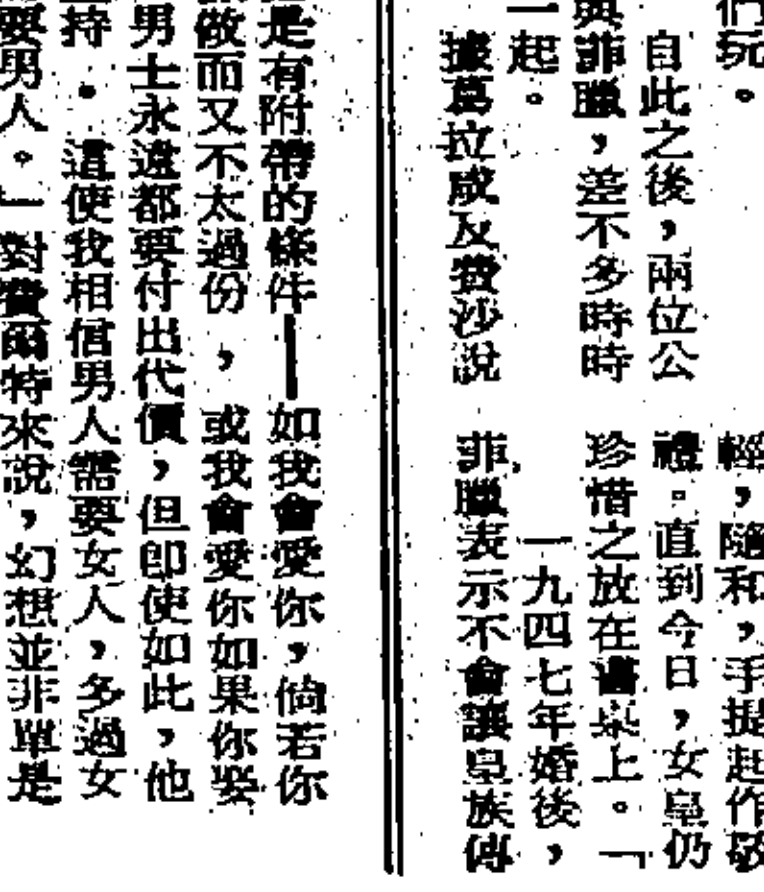 們玩。
自此之後，兩位公
與菲臘，差不多時時
一起。
據葛拉咸及費沙說
輕，隨和，手提起作敬
禮。直到今日，女皇仍
珍惜之放在書桌上。「
一九四七年婚後，
菲臘表示不會讓皇族傅
是有附帶的條件—如我會愛你，倘若你
做而又不太過份，或我會愛你如果你娶
男士永遠都要付出代價，但即使如此，他
持。這使我相信男人需要女人，多過女
要男人。」對費爾特來說，幻想並非單是